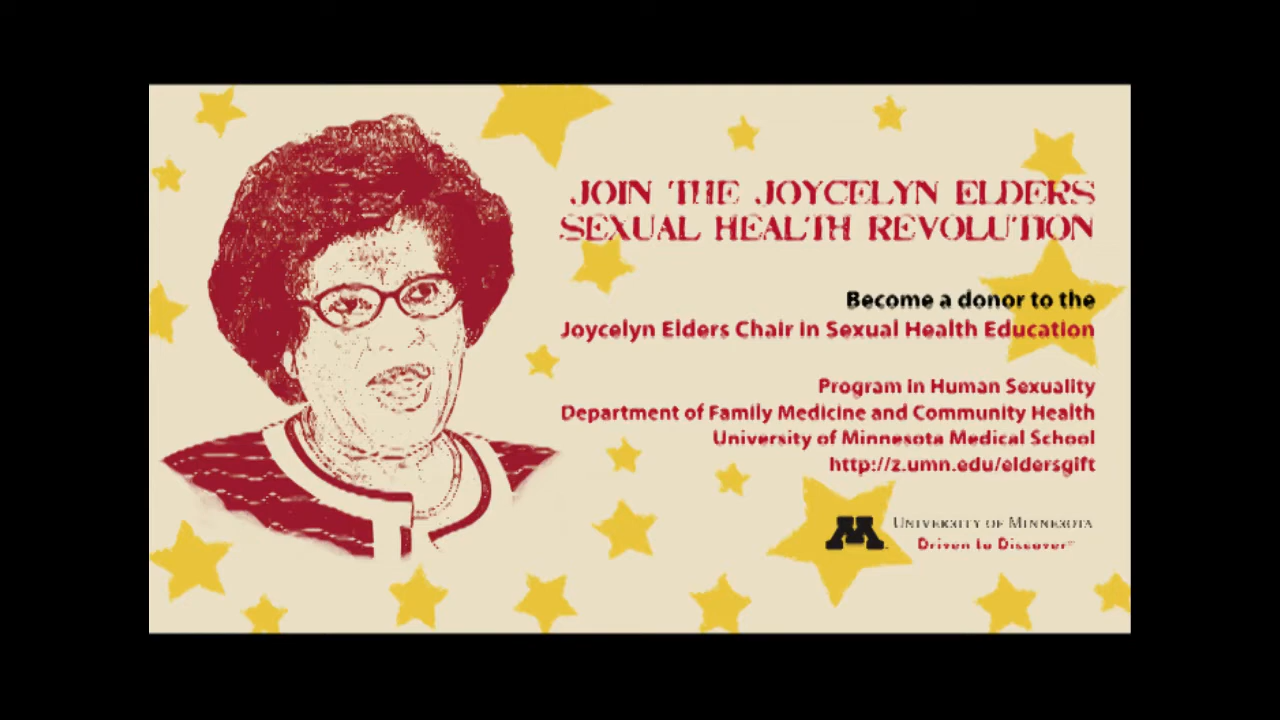 JOIN THE JOYCELYN ELDERS
SEXUAL HEALTH REVOLUTION
Become a donor to the
Joycelyn Elders Chair in Sexual Health Education
Program in Human Sexuality
Department of Family Medicine and Community Health
University of Minnesota Medical School
http://z.umn.edu/eldersgift
M UNIVERSITY OF MINNESOTA
Driven to Discover℠